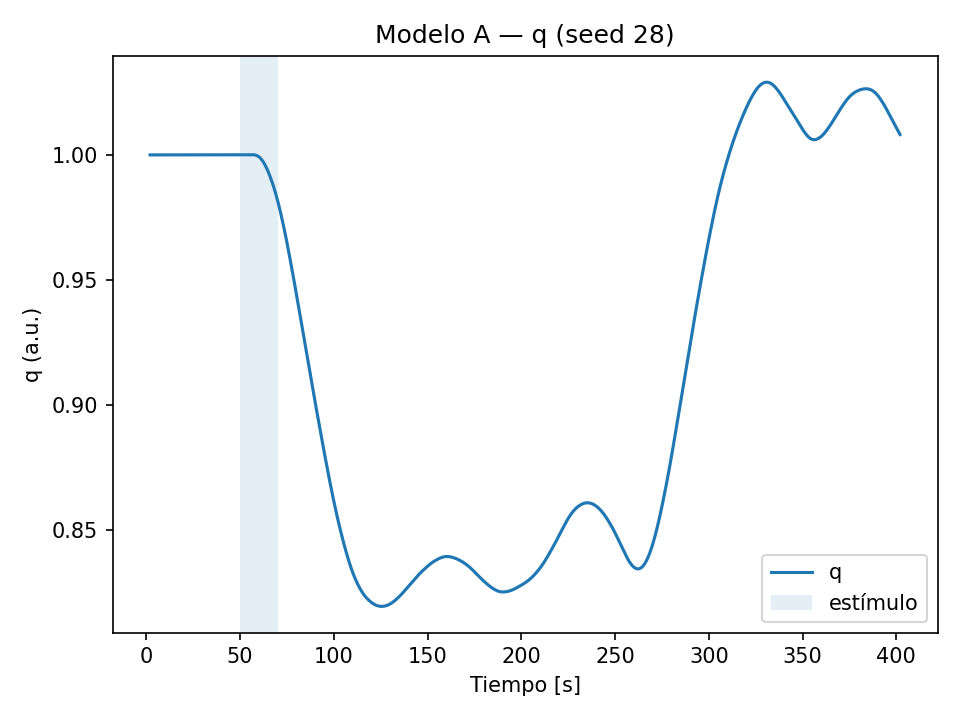 Modelo A — q (seed 28)
q (a.u.)
1.00
0.95
0.90
0.85
0 50 100 150 200 250 300 350 400
Tiempo [s]
q
estímulo